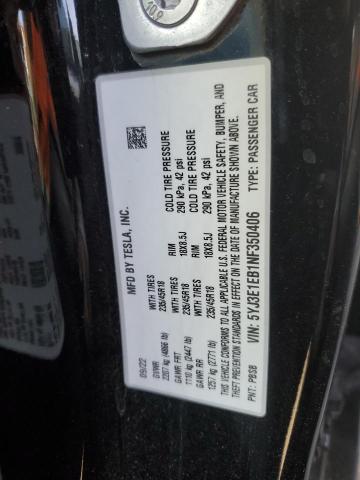 MFD BY TESLA, INC.
09/22
GVWR
2207 kg (4866 lb)
GAWR FRT WITH TIRES RIM COLD TIRE PRESSURE
1110 kg (2447 lb) 235/45R18 18X8.5J 290 kPa, 42 psi
GAWR RR WITH TIRES RIM COLD TIRE PRESSURE
1257 kg (2771 lb) 235/45R18 18X8.5J 290 kPa, 42 psi
THIS VEHICLE CONFORMS TO ALL APPLICABLE U.S. FEDERAL MOTOR VEHICLE SAFETY, BUMPER, AND
THEFT PREVENTION STANDARDS IN EFFECT ON THE DATE OF MANUFACTURE SHOWN ABOVE.
VIN: 5YJ3E1EB1NF350406 TYPE: PASSENGER CAR
PNT: PBSB